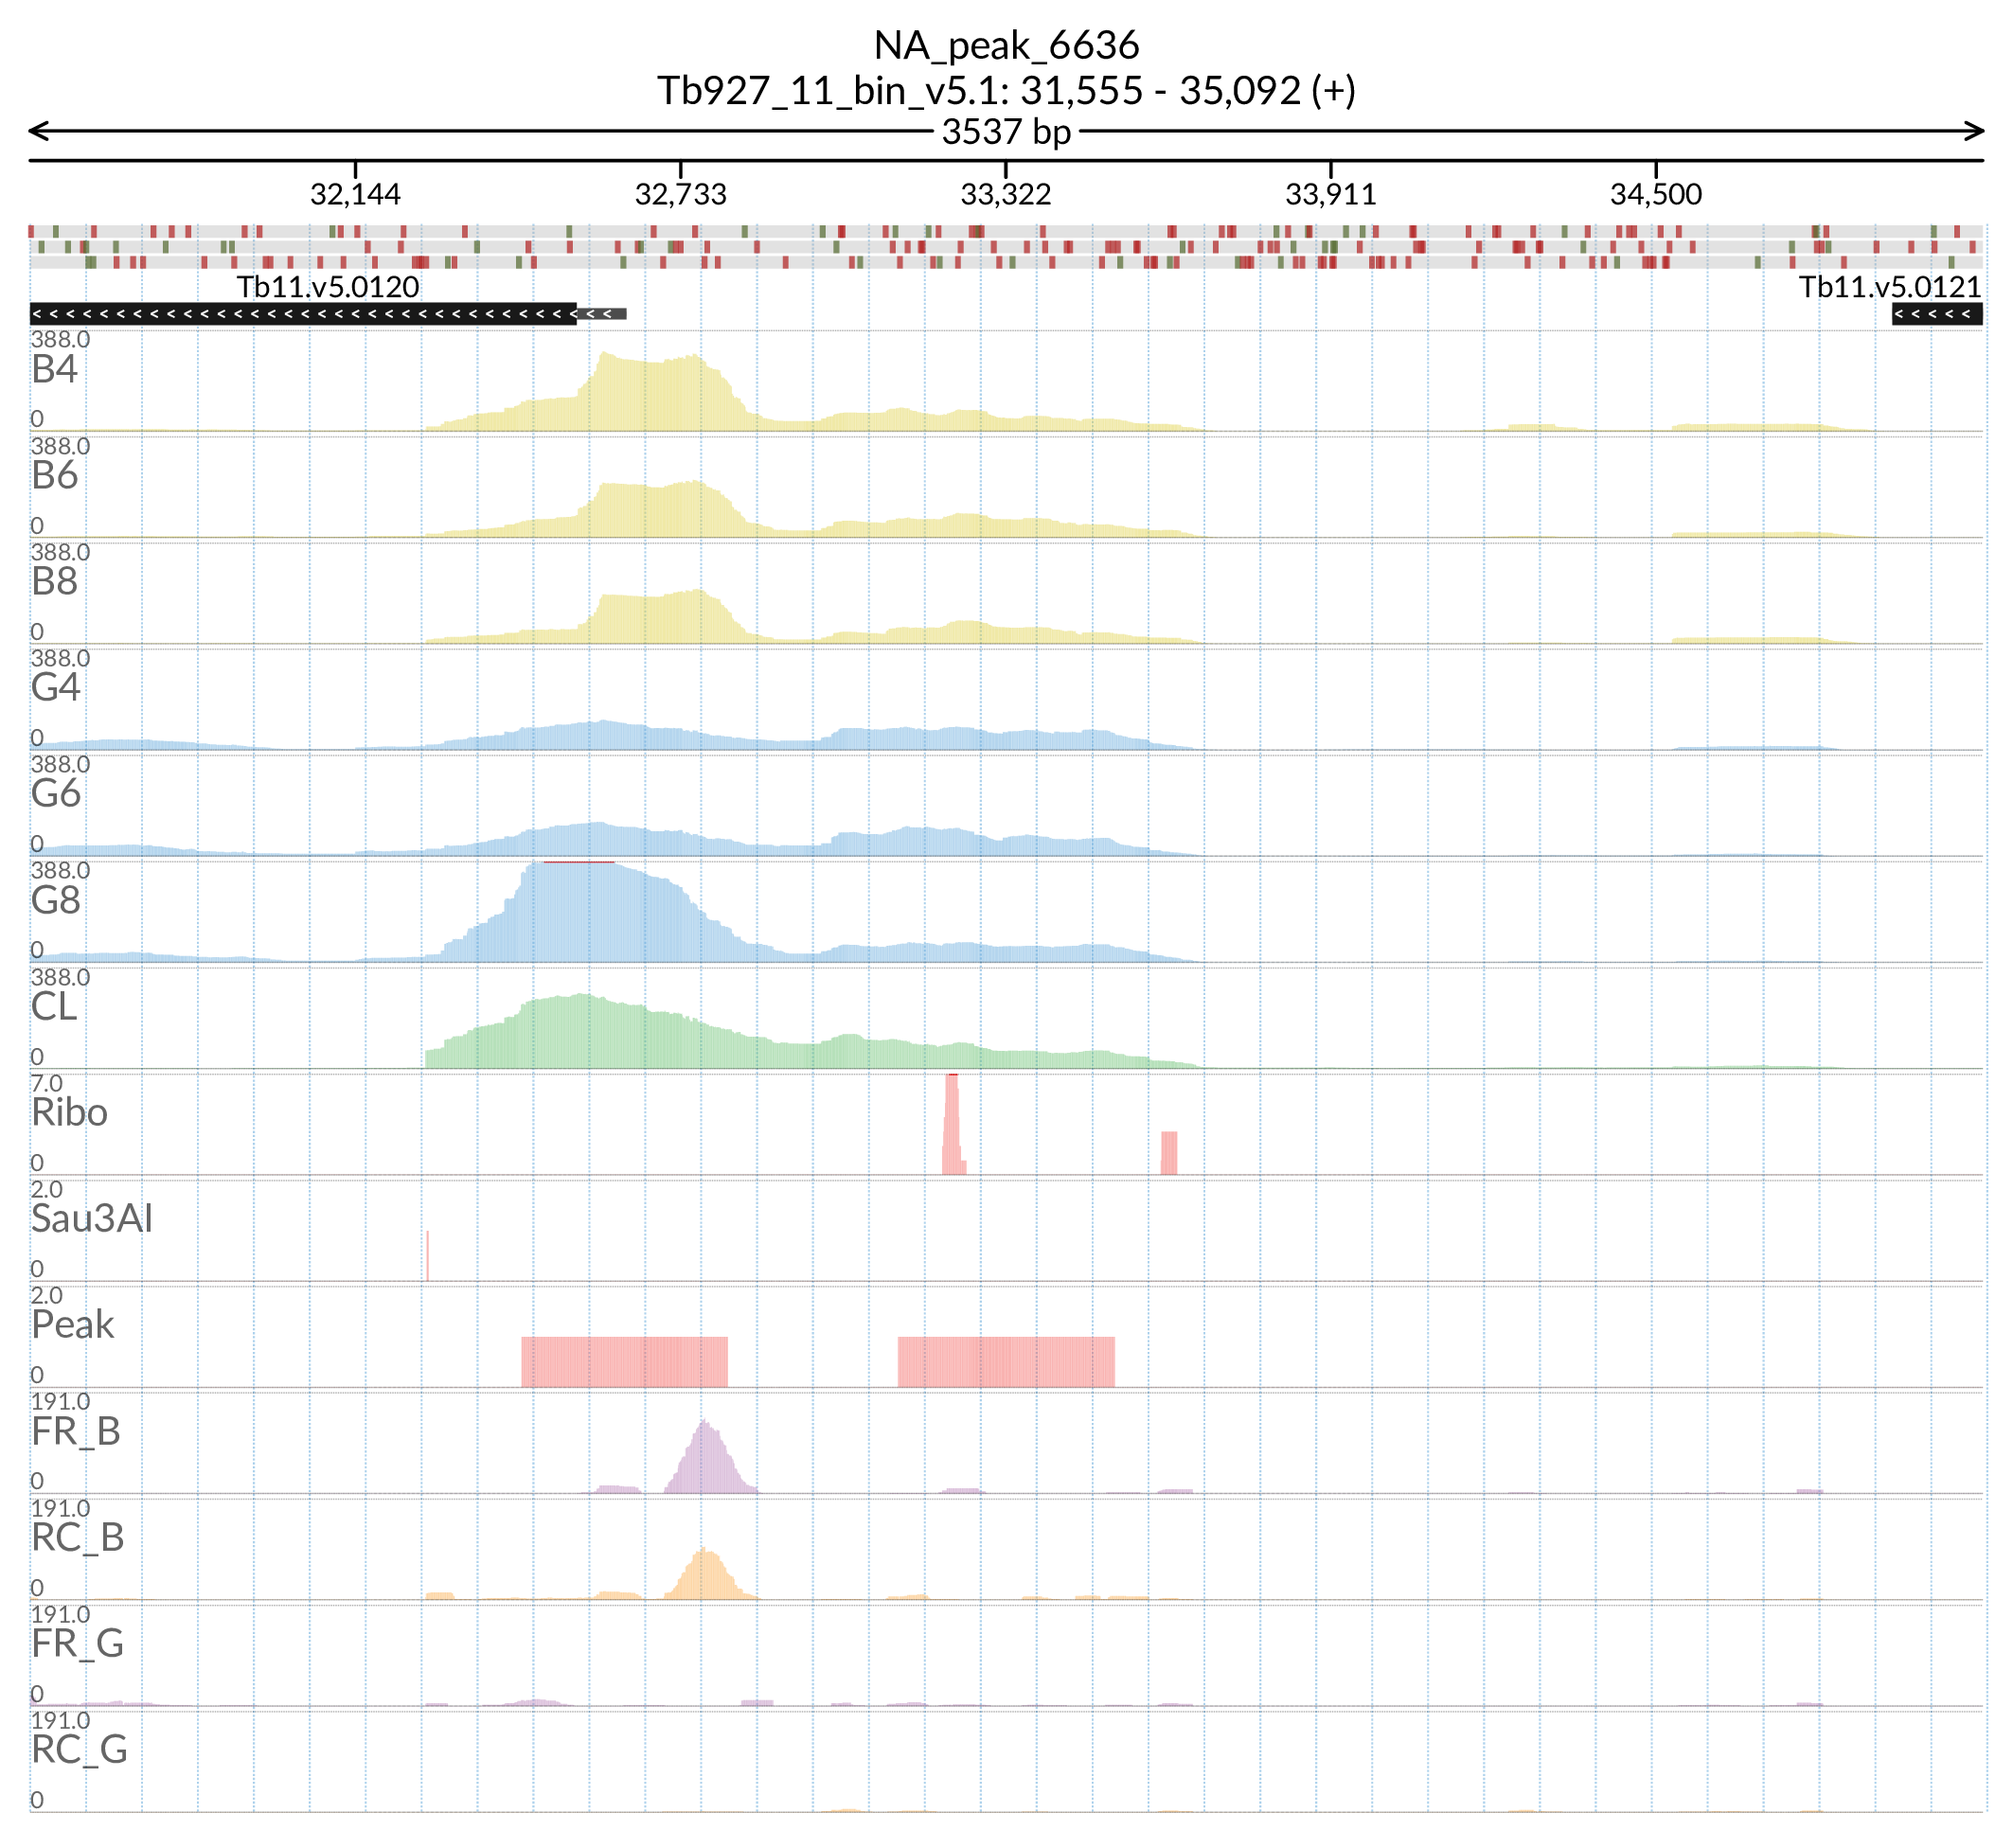 NA_peak_6636
Tb927_11_bin_v5.1: 31,555 - 35,092 (+)
3537 bp
32,144 32,733 33,322 33,911 34,500
Tb11.v5.0120 Tb11.v5.0121
388.0
B4
0
388.0
B6
0
388.0
B8
0
388.0
G4
0
388.0
G6
0
388.0
G8
0
388.0
CL
0
7.0
Ribo
0
2.0
Sau3AI
0
2.0
Peak
0
191.0
FR_B
0
191.0
RC_B
0
191.0
FR_G
0
191.0
RC_G
0